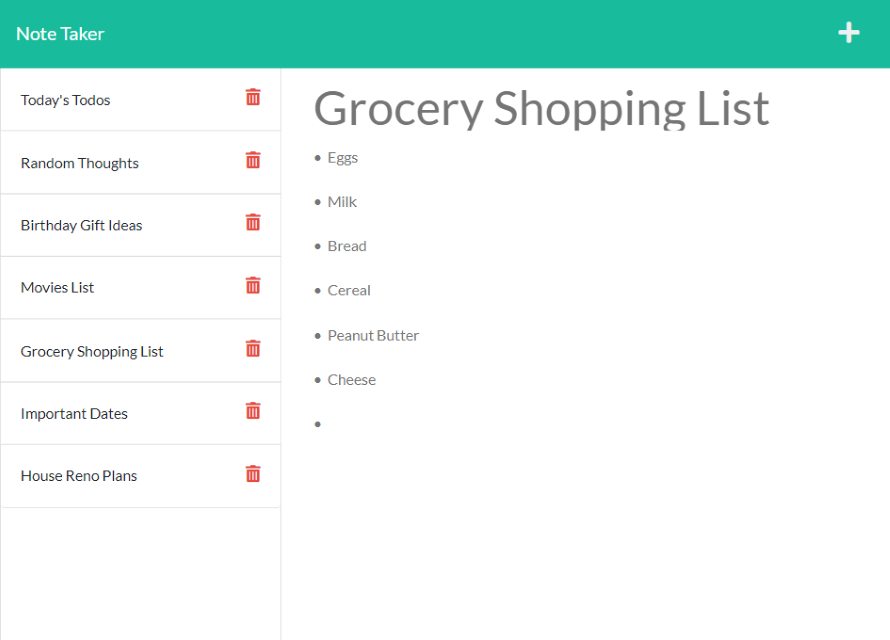 Note Taker
Today's Todos
Random Thoughts
Birthday Gift Ideas
Movies List
Grocery Shopping List
Important Dates
House Reno Plans
Grocery Shopping List
• Eggs
• Milk
• Bread
• Cereal
• Peanut Butter
• Cheese
•